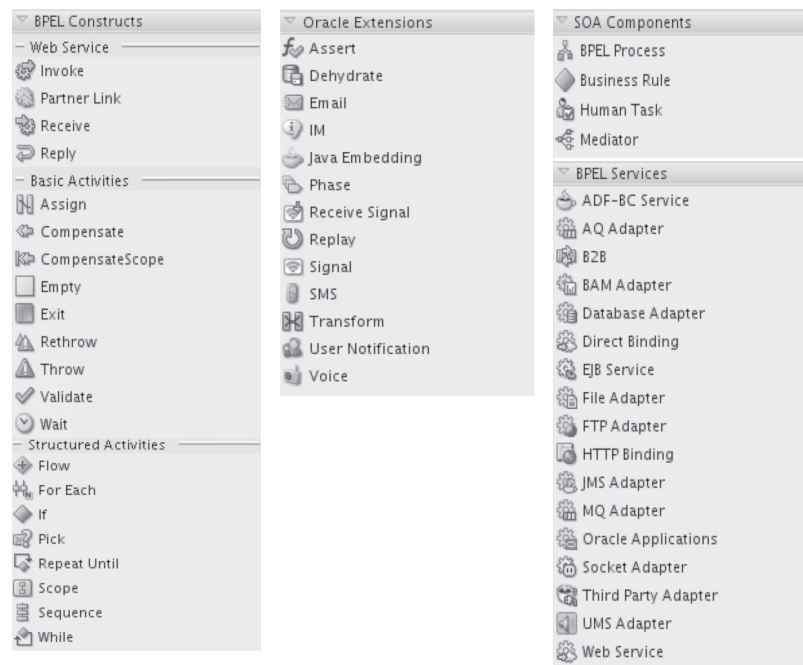 BPEL Constructs
Web Service
Invoke
Partner Link
Receive
Reply
Basic Activities
Assign
Compensate
CompensateScope
Empty
Exit
Rethrow
Throw
Validate
Wait
Structured Activities
Flow
For Each
If
Pick
Repeat Until
Scope
Sequence
While
Oracle Extensions
Assert
Dehydrate
Email
IM
Java Embedding
Phase
Receive Signal
Replay
Signal
SMS
Transform
User Notification
Voice
SOA Components
BPEL Process
Business Rule
Human Task
Mediator
BPEL Services
ADF-BC Service
AQ Adapter
B2B
BAM Adapter
Database Adapter
Direct Binding
EJB Service
File Adapter
FTP Adapter
HTTP Binding
JMS Adapter
MQ Adapter
Oracle Applications
Socket Adapter
Third Party Adapter
UMS Adapter
Web Service